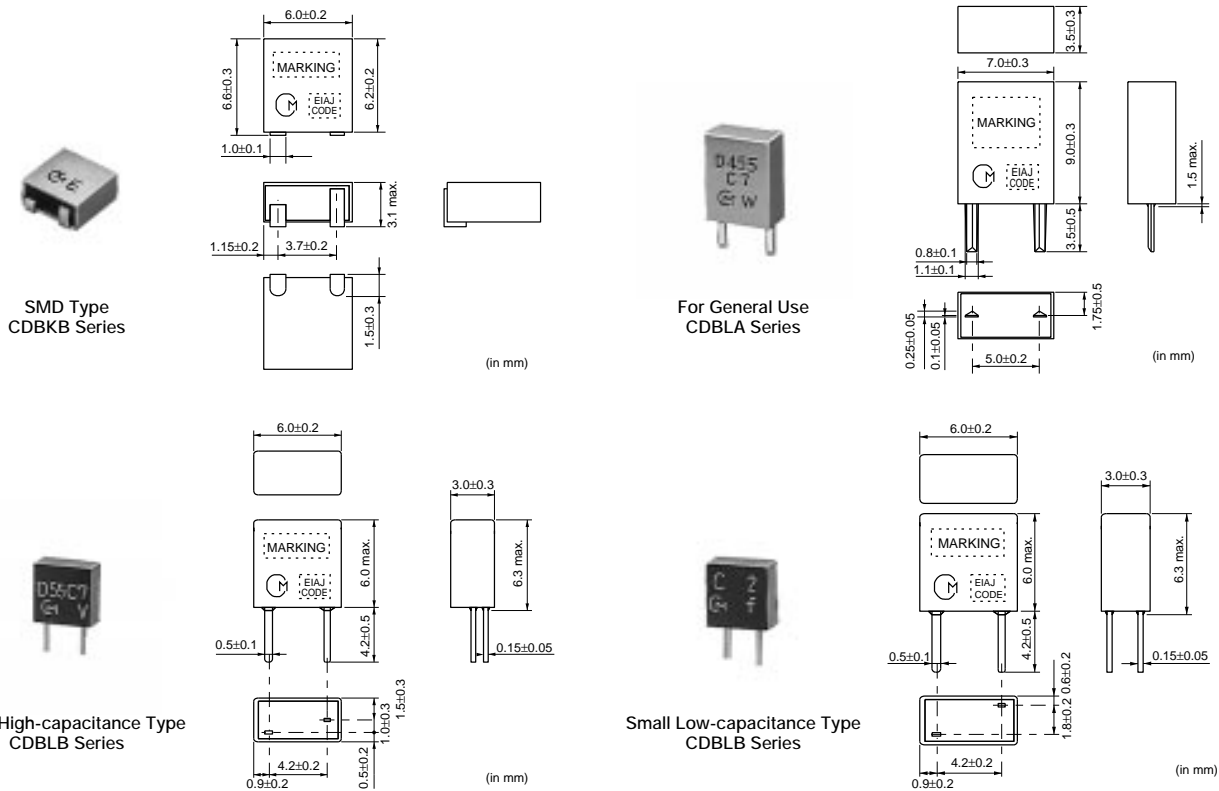 6.0±0.2
6.6±0.3
MARKING
EIAJ
CODE
6.2±0.2
1.0±0.1
3.1 max.
1.15±0.2
3.7±0.2
1.5±0.3
SMD Type
CDBKB Series
(in mm)
3.5±0.3
7.0±0.3
MARKING
EIAJ
CODE
9.0±0.3
1.5 max.
3.5±0.5
0.8±0.1
1.1±0.1
0.25±0.05
0.1±0.05
1.75±0.5
5.0±0.2
D455
C7
W
For General Use
CDBLA Series
(in mm)
6.0±0.2
3.0±0.3
MARKING
EIAJ
CODE
6.0 max.
6.3 max.
4.2±0.5
0.5±0.1
0.15±0.05
1.5±0.3
1.0±0.3
0.5±0.2
4.2±0.2
0.9±0.2
D55C7
V
High-capacitance Type
CDBLB Series
(in mm)
6.0±0.2
3.0±0.3
MARKING
EIAJ
CODE
6.0 max.
6.3 max.
4.2±0.5
0.5±0.1
0.15±0.05
0.6±0.2
1.8±0.2
4.2±0.2
0.9±0.2
C 2
Small Low-capacitance Type
CDBLB Series
(in mm)